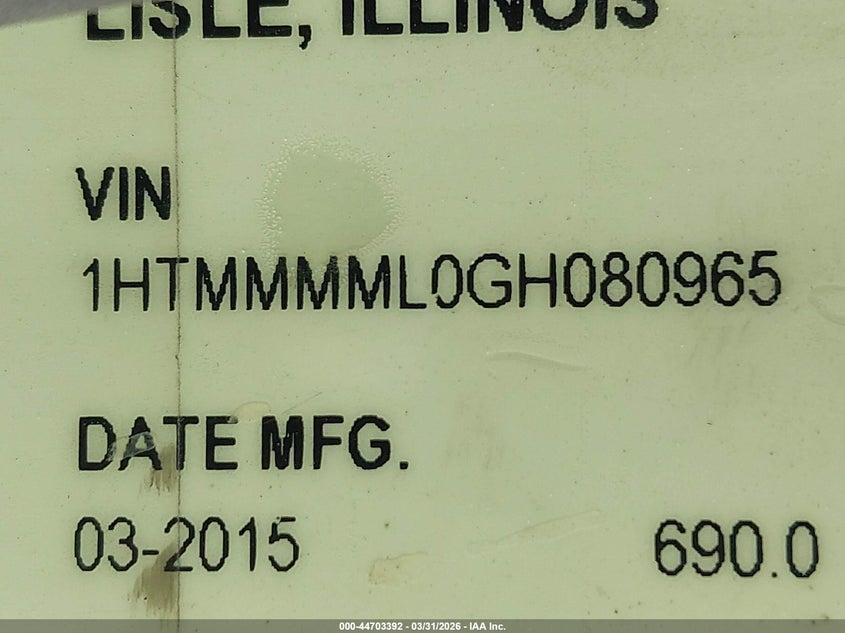 LISLE, ILLINOIS
VIN
1HTMMMML0GH080965
DATE MFG.
03-2015 690.0
000-44703392 - 03/31/2026 - IAA Inc.